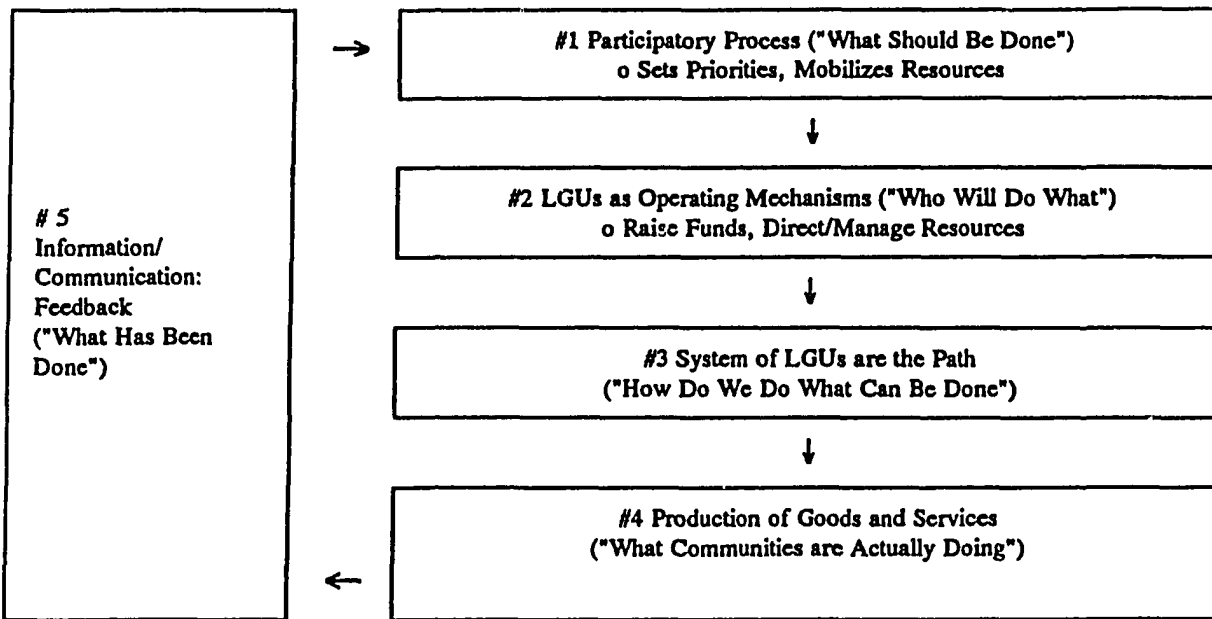 #1 Participatory Process ("What Should Be Done")
o Sets Priorities, Mobilizes Resources
#2 LGUs as Operating Mechanisms ("Who Will Do What")
o Raise Funds, Direct/Manage Resources
#3 System of LGUs are the Path
("How Do We Do What Can Be Done")
#4 Production of Goods and Services
("What Communities are Actually Doing")
# 5
Information/
Communication:
Feedback
("What Has Been
Done")